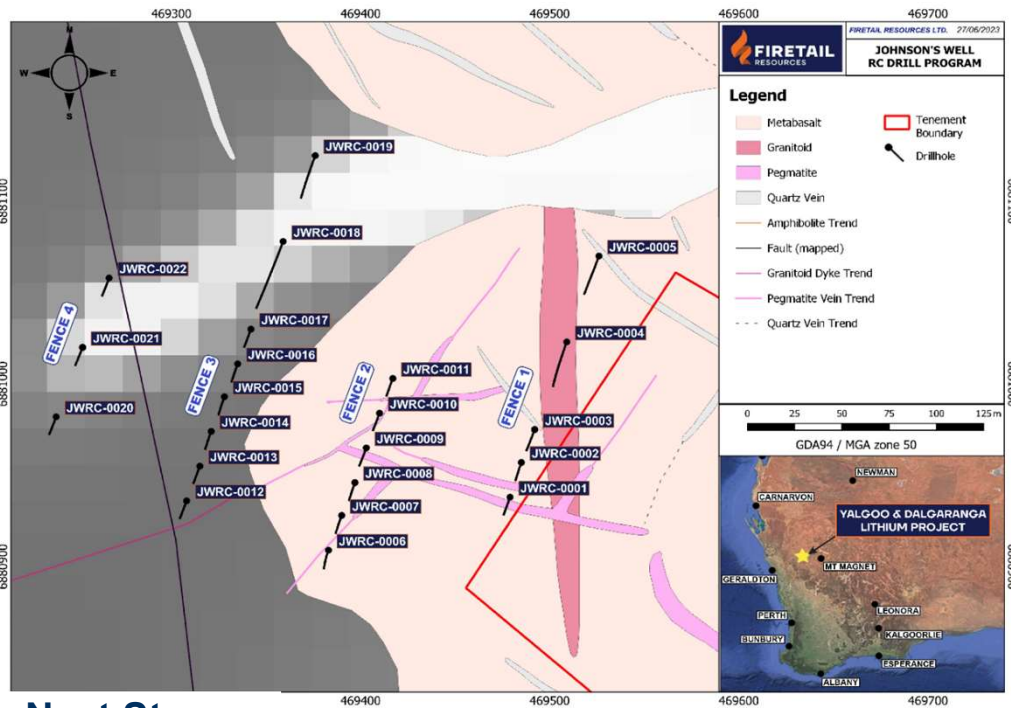 469300 469400 469500 469600 469700
N
W E
S
FIRETAIL
RESOURCES
FIRETAIL RESOURCES LTD. 27/06/2023
JOHNSON'S WELL
RC DRILL PROGRAM
Legend
Metabasalt
Granitoid
Pegmatite
Quartz Vein
Amphibolite Trend
Fault (mapped)
Granitoid Dyke Trend
Pegmatite Vein Trend
Quartz Vein Trend
Tenement
Boundary
Drillhole
0 25 50 75 100 125 m
GDA94 / MGA zone 50
6881100
6881000
6880900
6881100
6881000
6880900
JWRC-0019
JWRC-0018
JWRC-0005
JWRC-0022
JWRC-0017
JWRC-0004
JWRC-0021
JWRC-0016
JWRC-0011
JWRC-0015
JWRC-0010
JWRC-0020
JWRC-0014
JWRC-0003
JWRC-0009
JWRC-0013
JWRC-0002
JWRC-0008
JWRC-0012
JWRC-0001
JWRC-0007
JWRC-0006
FENCE 4
FENCE 3
FENCE 2
FENCE 1
NEWMAN
CARNARVON
YALGOO & DALGARANGA
LITHIUM PROJECT
MT MAGNET
GERALDTON
LEONORA
PERTH
KALGOORLIE
BUNBURY
ESPERANCE
ALBANY
469400 469500 469600 469700